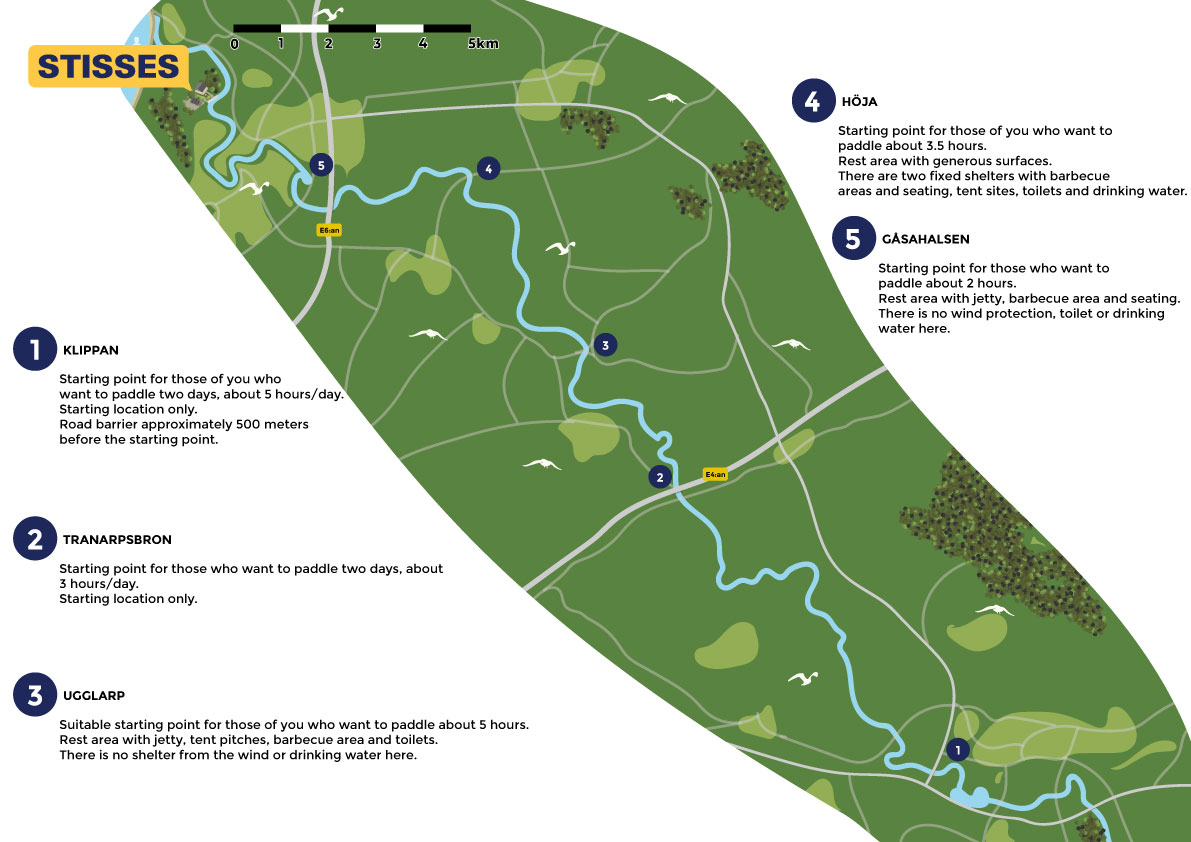 STISSES
0 1 2 3 4 5km
5
4
E6:an
3
2
E4:an
1
1 KLIPPAN
Starting point for those of you who
want to paddle two days, about 5 hours/day.
Starting location only.
Road barrier approximately 500 meters
before the starting point.
2 TRANARPSBRON
Starting point for those who want to paddle two days, about
3 hours/day.
Starting location only.
3 UGGLARP
Suitable starting point for those of you who want to paddle about 5 hours.
Rest area with jetty, tent pitches, barbecue area and toilets.
There is no shelter from the wind or drinking water here.
4 HÖJA
Starting point for those of you who want to
paddle about 3.5 hours.
Rest area with generous surfaces.
There are two fixed shelters with barbecue
areas and seating, tent sites, toilets and drinking water.
5 GÅSAHALSEN
Starting point for those who want to
paddle about 2 hours.
Rest area with jetty, barbecue area and seating.
There is no wind protection, toilet or drinking
water here.